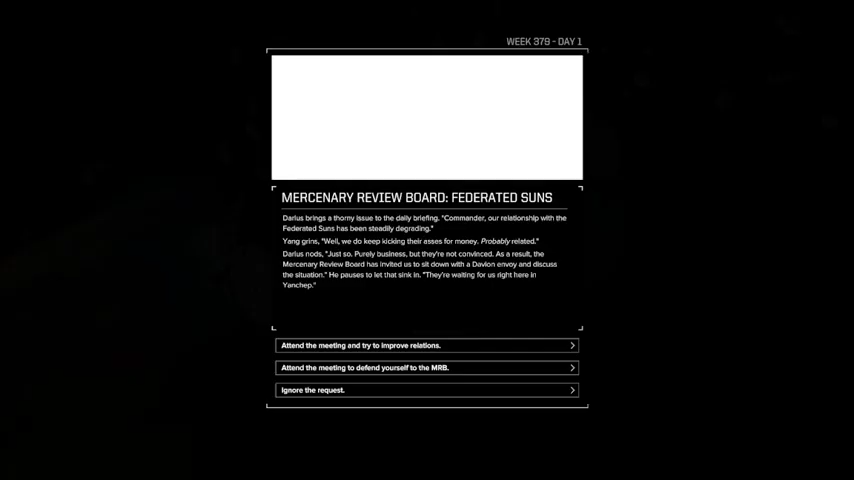 WEEK 379 - DAY 1
MERCENARY REVIEW BOARD: FEDERATED SUNS
Darius brings a thorny issue to the daily briefing. "Commander, our relationship with the
Federated Suns has been steadily degrading."
Yang grins, "Well, we do keep kicking their asses for money. Probably related."
Darius nods, "Just so. Purely business, but they're not convinced. As a result, the
Mercenary Review Board has invited us to sit down with a Davion envoy and discuss
the situation." He pauses to let that sink in. "They're waiting for us right here in
Yanchep."
Attend the meeting and try to improve relations.
Attend the meeting to defend yourself to the MRB.
Ignore the request.